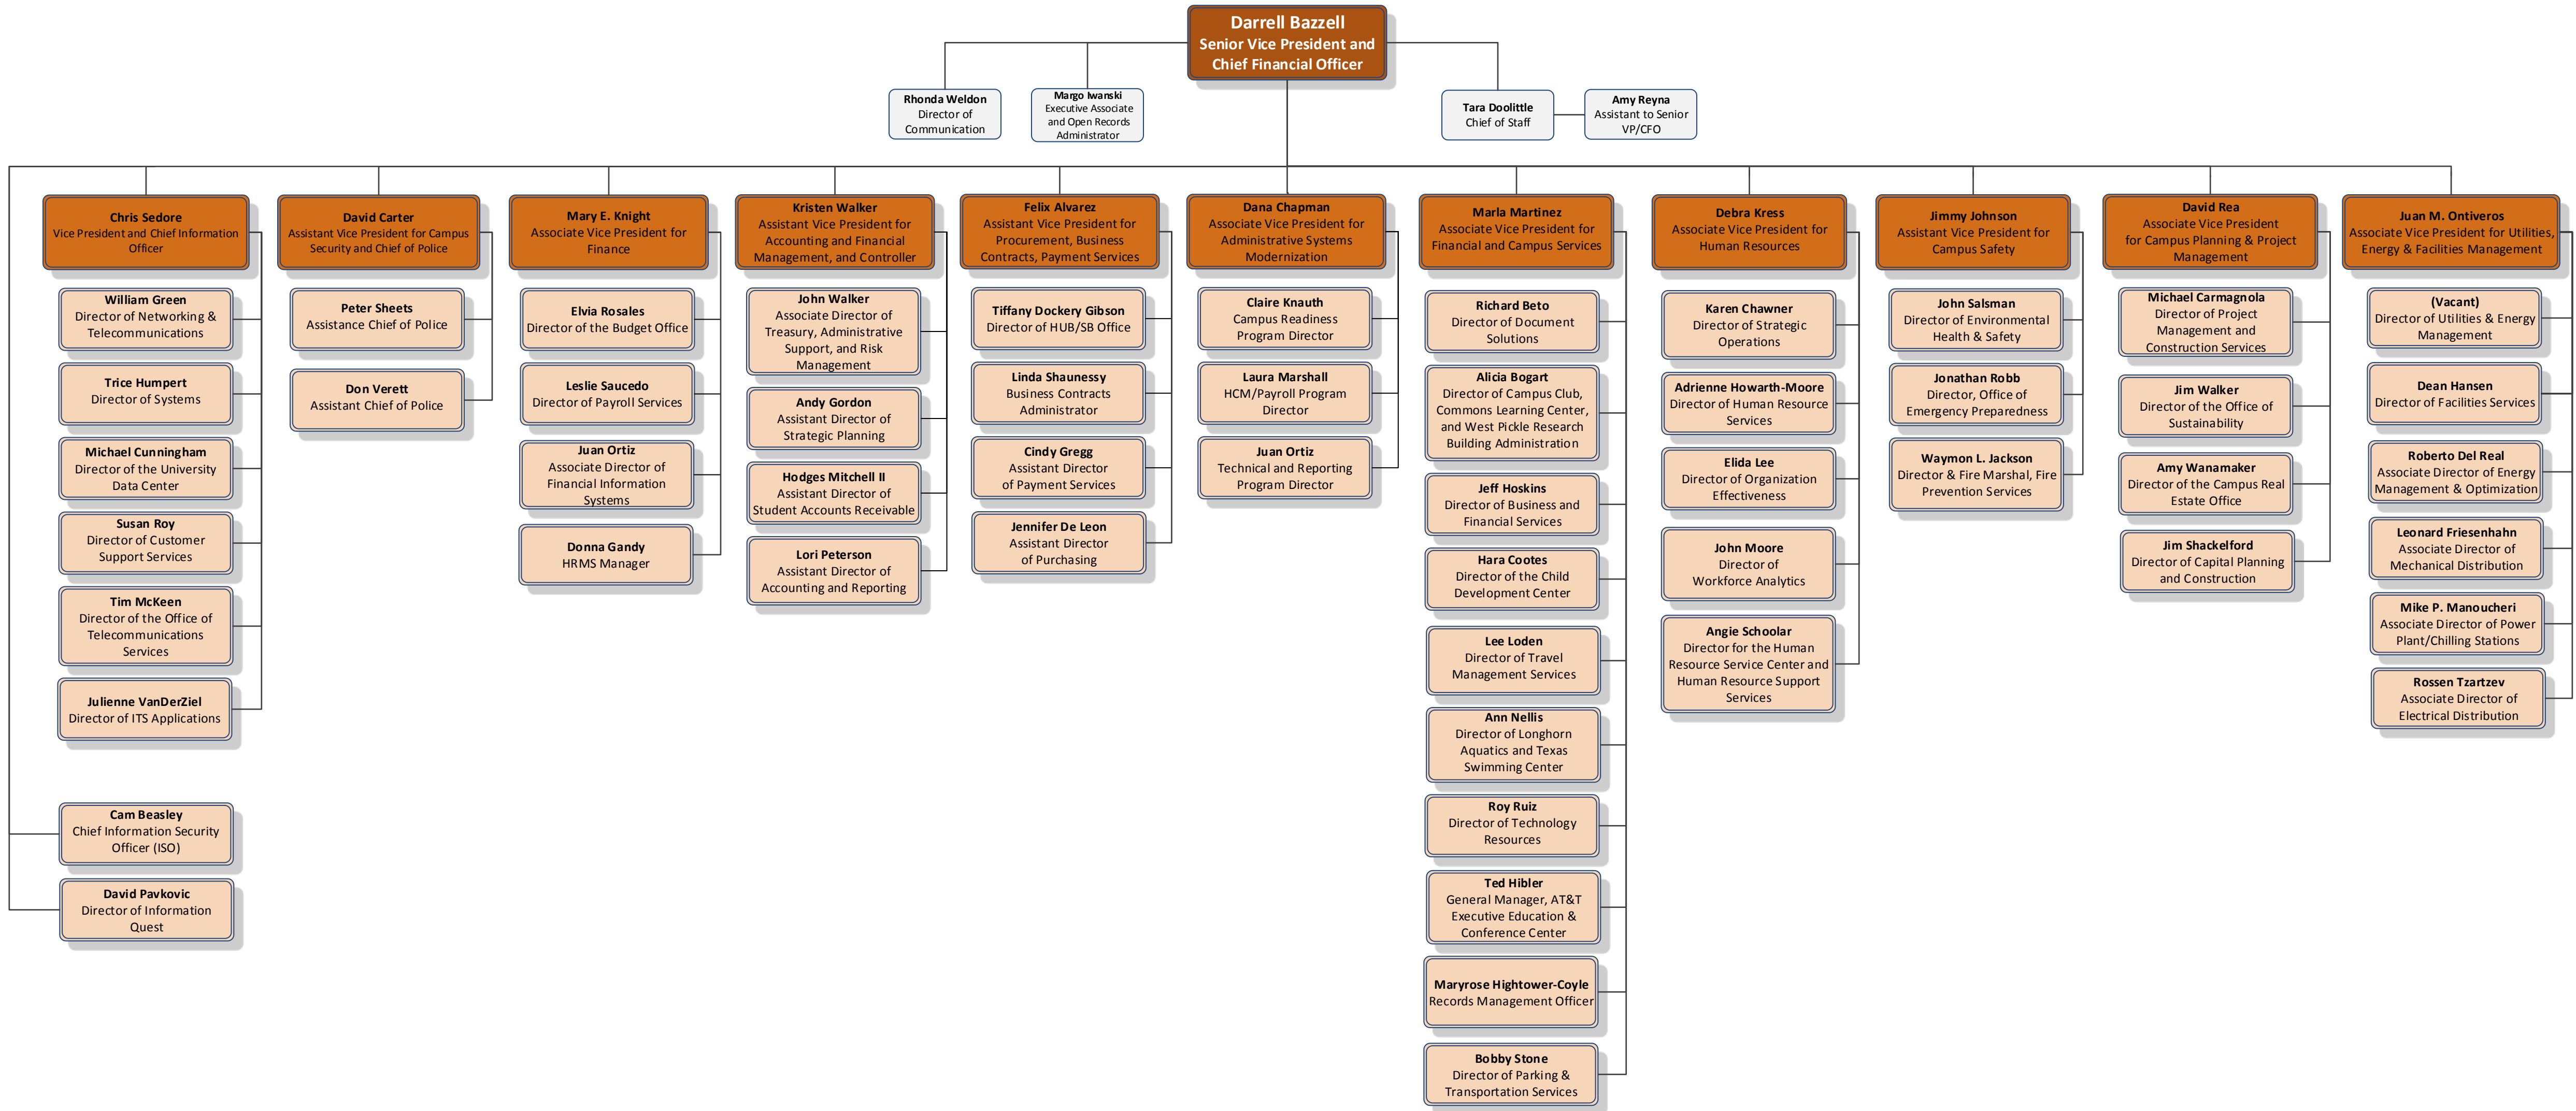 Darrell Bazzell
Senior Vice President and
Chief Financial Officer
Rhonda Weldon
Director of
Communication
Margo Iwanski
Executive Associate
and Open Records
Administrator
Tara Doolittle
Chief of Staff
Amy Reyna
Assistant to Senior
VP/CFO
Chris Sedore
Vice President and Chief Information
Officer
William Green
Director of Networking &
Telecommunications
Trice Humpert
Director of Systems
Michael Cunningham
Director of the University
Data Center
Susan Roy
Director of Customer
Support Services
Tim McKeen
Director of the Office of
Telecommunications
Services
Julienne VanDerZiel
Director of ITS Applications
Cam Beasley
Chief Information Security
Officer (ISO)
David Pavkovic
Director of Information
Quest
David Carter
Assistant Vice President for Campus
Security and Chief of Police
Peter Sheets
Assistance Chief of Police
Don Verett
Assistant Chief of Police
Mary E. Knight
Associate Vice President for
Finance
Elvia Rosales
Director of the Budget Office
Leslie Saucedo
Director of Payroll Services
Juan Ortiz
Associate Director of
Financial Information
Systems
Donna Gandy
HRMS Manager
Kristen Walker
Assistant Vice President for
Accounting and Financial
Management, and Controller
John Walker
Associate Director of
Treasury, Administrative
Support, and Risk
Management
Andy Gordon
Assistant Director of
Strategic Planning
Hodges Mitchell II
Assistant Director of
Student Accounts Receivable
Lori Peterson
Assistant Director of
Accounting and Reporting
Felix Alvarez
Assistant Vice President for
Procurement, Business
Contracts, Payment Services
Tiffany Dockery Gibson
Director of HUB/SB Office
Linda Shaunessy
Business Contracts
Administrator
Cindy Gregg
Assistant Director
of Payment Services
Jennifer De Leon
Assistant Director
of Purchasing
Dana Chapman
Associate Vice President for
Administrative Systems
Modernization
Claire Knauth
Campus Readiness
Program Director
Laura Marshall
HCM/Payroll Program
Director
Juan Ortiz
Technical and Reporting
Program Director
Marla Martinez
Associate Vice President for
Financial and Campus Services
Richard Beto
Director of Document
Solutions
Alicia Bogart
Director of Campus Club,
Commons Learning Center,
and West Pickle Research
Building Administration
Jeff Hoskins
Director of Business and
Financial Services
Hara Cootes
Director of the Child
Development Center
Lee Loden
Director of Travel
Management Services
Ann Nellis
Director of Longhorn
Aquatics and Texas
Swimming Center
Roy Ruiz
Director of Technology
Resources
Ted Hibler
General Manager, AT&T
Executive Education &
Conference Center
Maryrose Hightower-Coyle
Records Management Officer
Bobby Stone
Director of Parking &
Transportation Services
Debra Kress
Associate Vice President for
Human Resources
Karen Chawner
Director of Strategic
Operations
Adrienne Howarth-Moore
Director of Human Resource
Services
Elida Lee
Director of Organization
Effectiveness
John Moore
Director of
Workforce Analytics
Angie Schoolar
Director for the Human
Resource Service Center and
Human Resource Support
Services
Jimmy Johnson
Assistant Vice President for
Campus Safety
John Salsman
Director of Environmental
Health & Safety
Jonathan Robb
Director, Office of
Emergency Preparedness
Waymon L. Jackson
Director & Fire Marshal, Fire
Prevention Services
David Rea
Associate Vice President
for Campus Planning & Project
Management
Michael Carmagnola
Director of Project
Management and
Construction Services
Jim Walker
Director of the Office of
Sustainability
Amy Wanamaker
Director of the Campus Real
Estate Office
Jim Shackelford
Director of Capital Planning
and Construction
Juan M. Ontiveros
Associate Vice President for Utilities,
Energy & Facilities Management
(Vacant)
Director of Utilities & Energy
Management
Dean Hansen
Director of Facilities Services
Roberto Del Real
Associate Director of Energy
Management & Optimization
Leonard Friesenhahn
Associate Director of
Mechanical Distribution
Mike P. Manoucheri
Associate Director of Power
Plant/Chilling Stations
Rossen Tzartzev
Associate Director of
Electrical Distribution